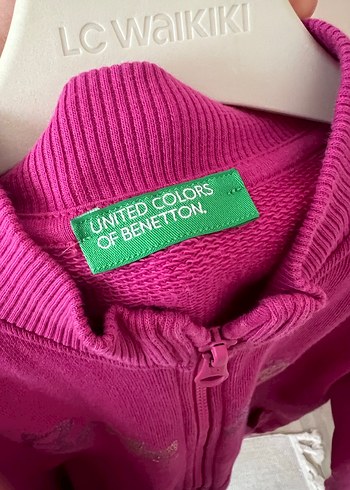 LC WAIKIKI
UNITED COLORS
OF BENETTON.